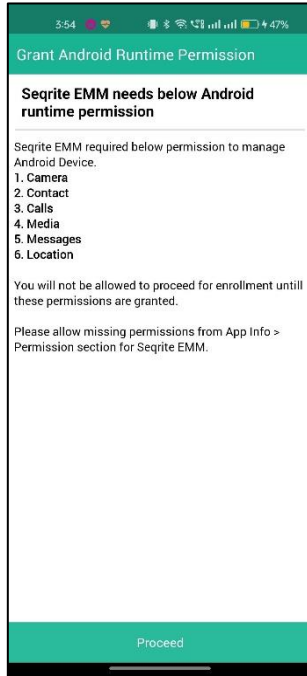 3:54 47%
Grant Android Runtime Permission
Seqrite EMM needs below Android
runtime permission
Seqrite EMM required below permission to manage
Android Device.
1. Camera
2. Contact
3. Calls
4. Media
5. Messages
6. Location
You will not be allowed to proceed for enrollment untill
these permissions are granted.
Please allow missing permissions from App Info >
Permission section for Seqrite EMM.
Proceed